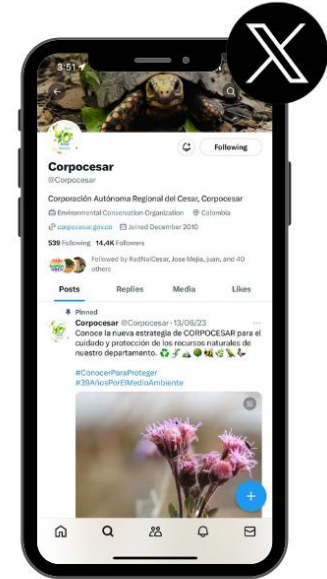 3:51
Following
Corpocesar
@Corpocesar
Corporación Autónoma Regional del Cesar, Corpocesar
Environmental Conservation Organization Colombia
corpocesar.gov.co Joined December 2010
539 Following 14,4K Followers
Followed by RadNalCesar, Jose Mejia, juan, and 40
others
Posts Replies Media Likes
Pinned
Corpocesar @Corpocesar · 13/06/23
Conoce la nueva estrategia de CORPOCESAR para el
cuidado y protección de los recursos naturales de
nuestro departamento.
#ConocerParaProteger
#39AñosPorElMedioAmbiente